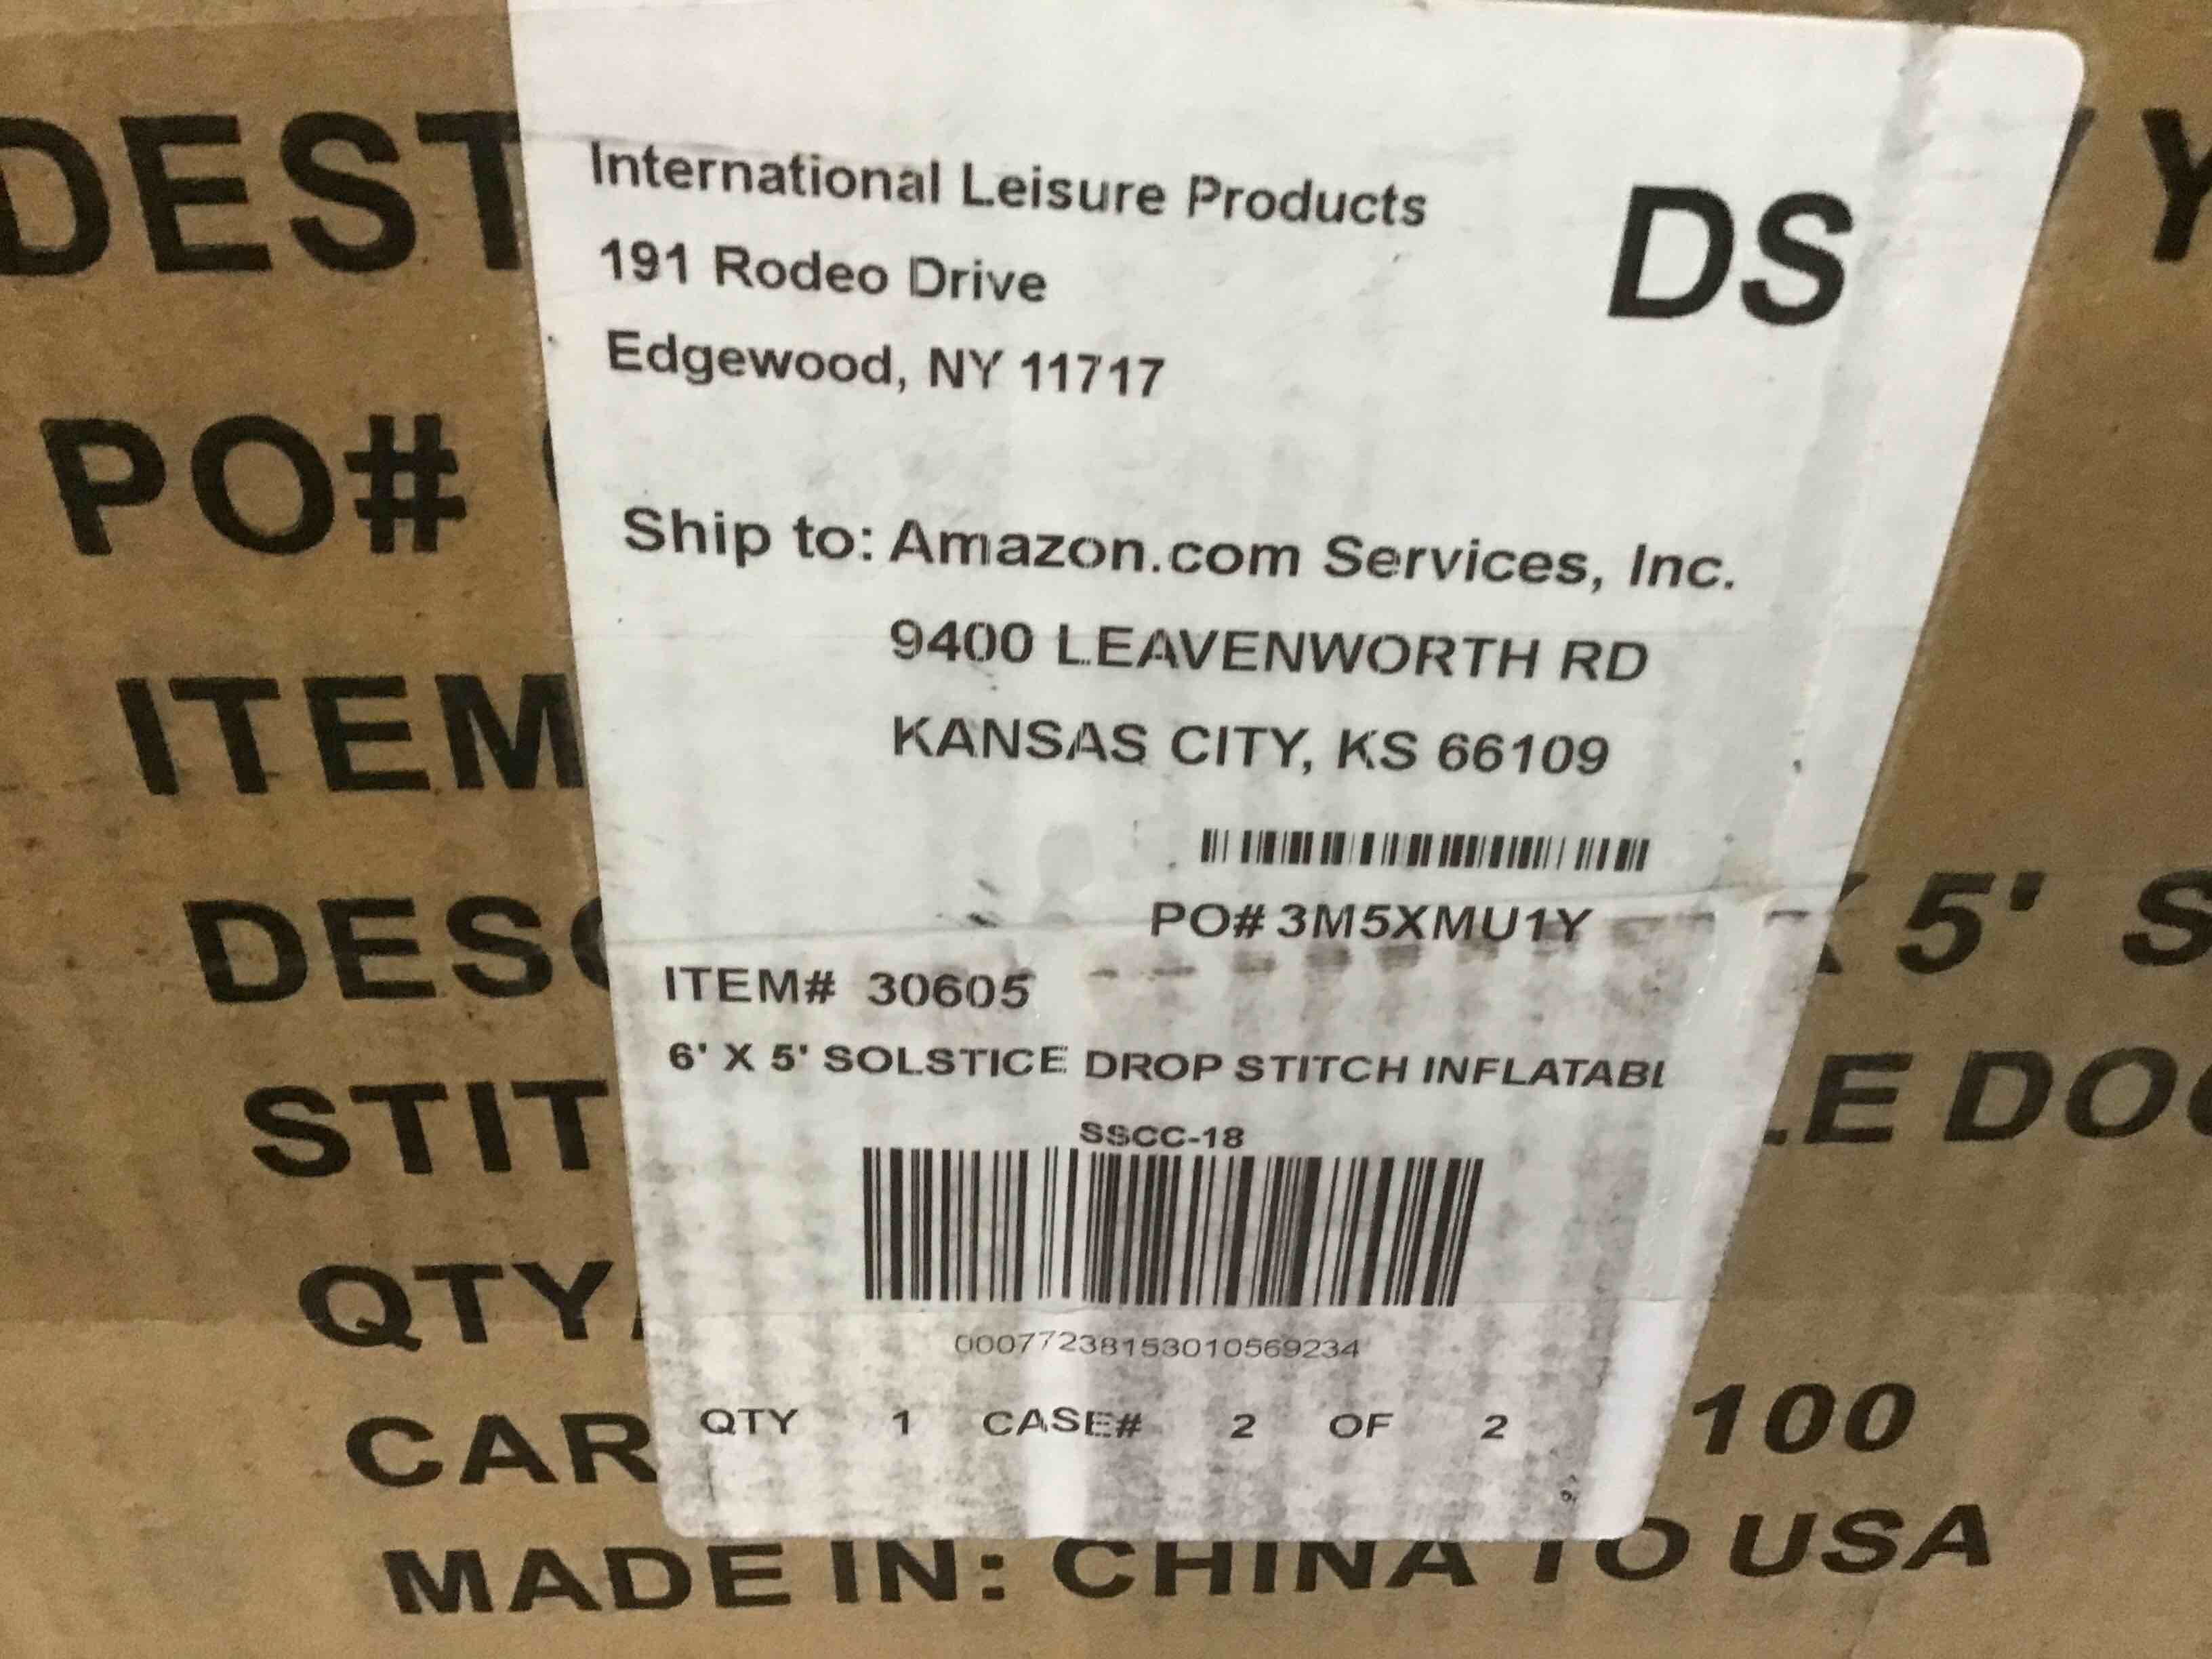 DEST
Y
International Leisure Products
DS
191 Rodeo Drive
Edgewood, NY 11717
PO#
Ship to: Amazon.com Services, Inc.
9400 LEAVENWORTH RD
KANSAS CITY, KS 66109
ITEM
PO# 3M5XMU1Y
ITEM# 30605
6' X 5' SOLSTICE DROP STITCH INFLATABL
DESC
X 5' S
STIT
LE DOC
SSCC-18
00077238153010569234
QTY
QTY 1 CASE# 2 OF 2
CAR
100
MADE IN: CHINA TO USA